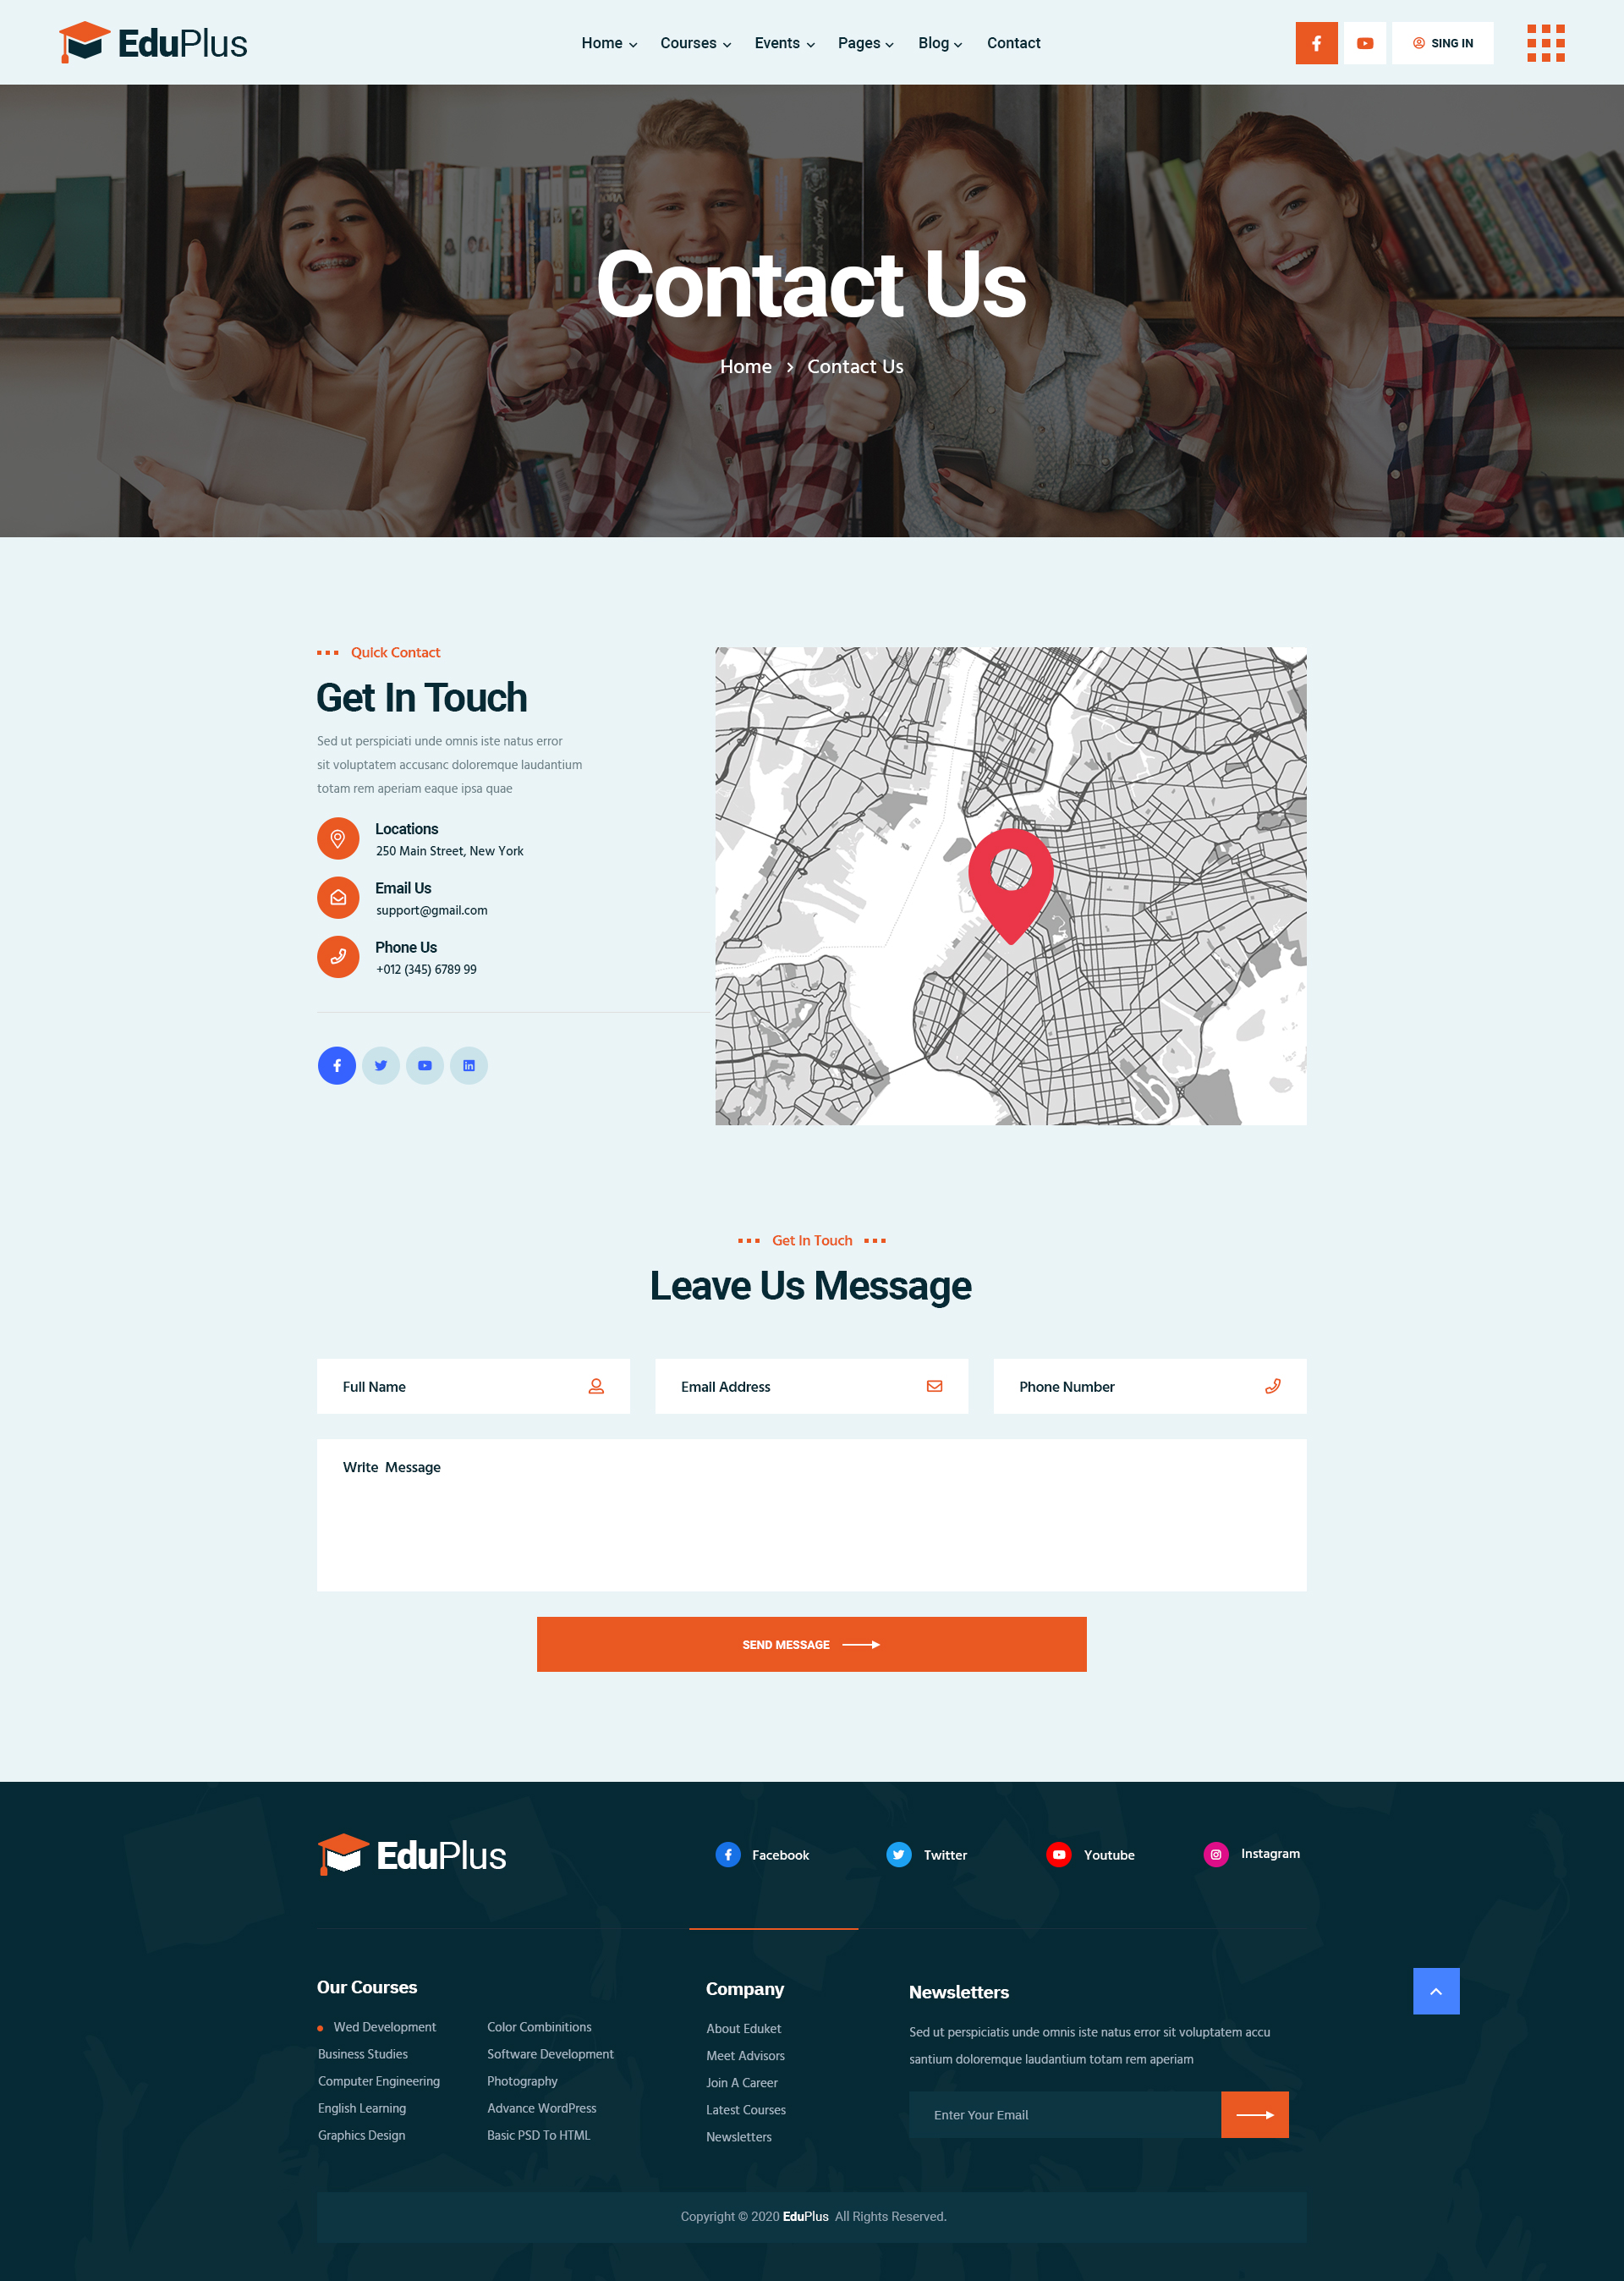 EduPlus
Home Courses Events Pages Blog Contact
SING IN
Contact Us
Home > Contact Us
Quick Contact
Get In Touch
Sed ut perspiciati unde omnis iste natus error
sit voluptatem accusanc doloremque laudantium
totam rem aperiam eaque ipsa quae
Locations
250 Main Street, New York
Email Us
support@gmail.com
Phone Us
+012 (345) 6789 99
Get In Touch
Leave Us Message
Full Name
Email Address
Phone Number
Write Message
SEND MESSAGE
EduPlus
Facebook
Twitter
Youtube
Instagram
Our Courses
Wed Development
Business Studies
Computer Engineering
English Learning
Graphics Design
Color Combinitions
Software Development
Photography
Advance WordPress
Basic PSD To HTML
Company
About Eduket
Meet Advisors
Join A Career
Latest Courses
Newsletters
Newsletters
Sed ut perspiciatis unde omnis iste natus error sit voluptatem accu
santium doloremque laudantium totam rem aperiam
Enter Your Email
Copyright © 2020 EduPlus All Rights Reserved.